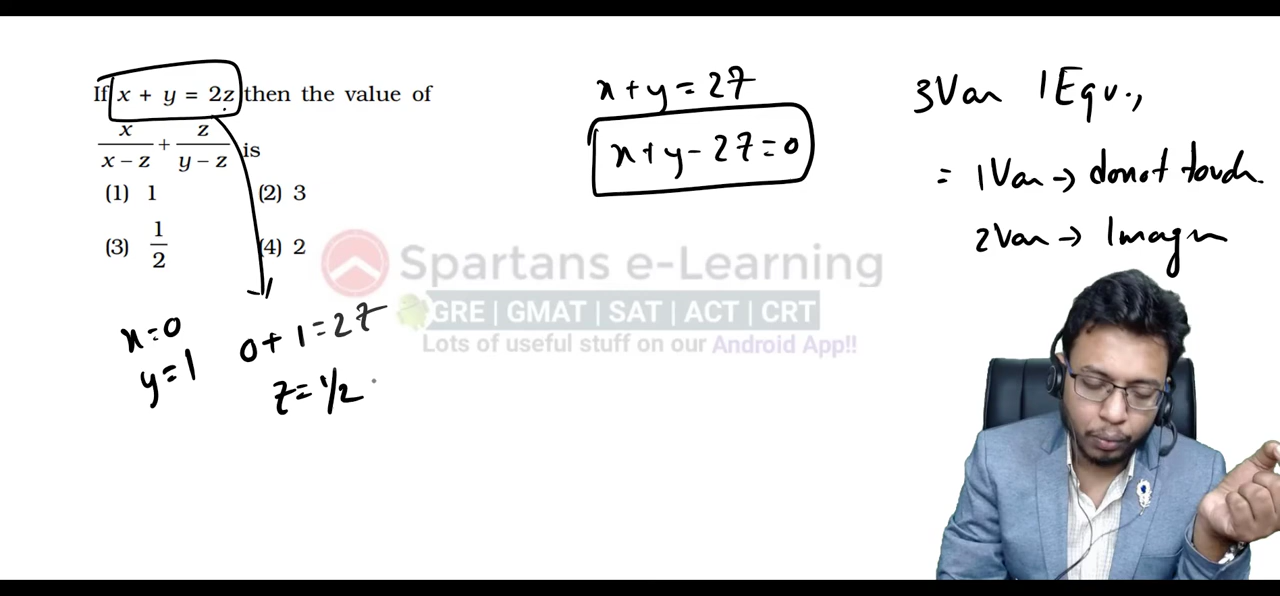 If x + y = 2z then the value of
x/(x – z) + z/(y – z) is
(1) 1 (2) 3
(3) 1/2 (4) 2
x=0
y=1
0+1=2z
z=1/2
x+y=2z
x+y-2z=0
3Var 1Equ.,
= 1Var → donot touch.
2Var → Imagn
Spartans e-Learning
GRE | GMAT | SAT | ACT | CRT
Lots of useful stuff on our Android App!!